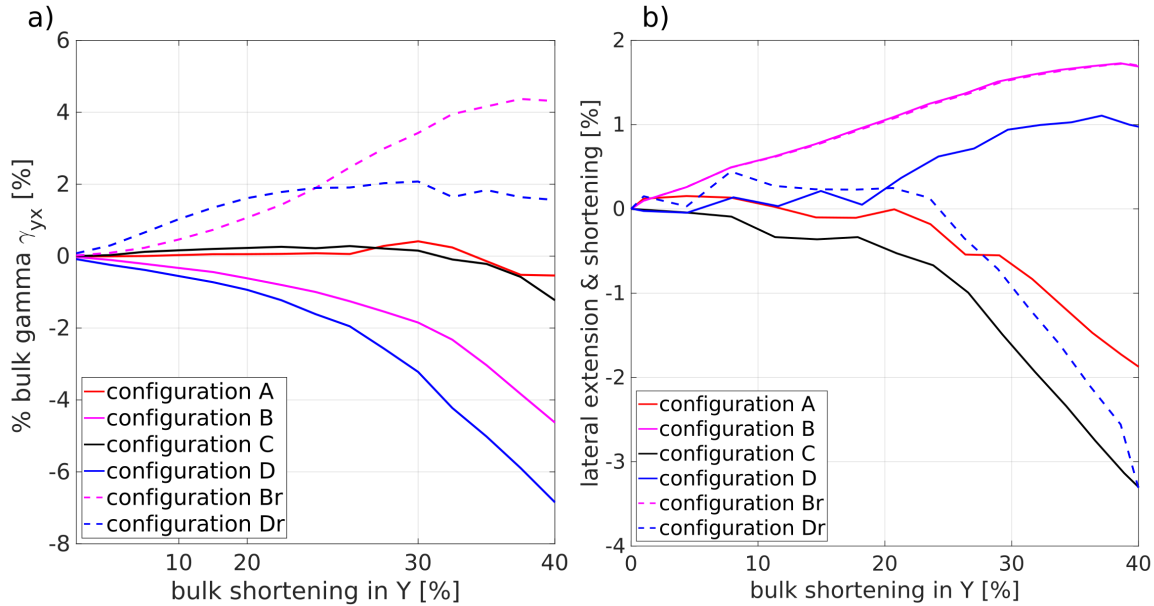 a)
6
4
2
0
-2
-4
-6
-8
% bulk gamma γyx [%]
configuration A
configuration B
configuration C
configuration D
configuration Br
configuration Dr
10 20 30 40
bulk shortening in Y [%]
b)
2
1
0
-1
-2
-3
-4
lateral extension & shortening [%]
configuration A
configuration B
configuration C
configuration D
configuration Br
configuration Dr
0 10 20 30 40
bulk shortening in Y [%]